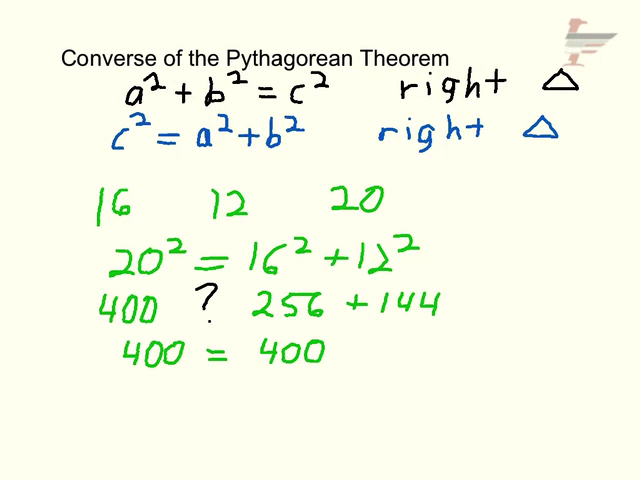 Converse of the Pythagorean Theorem
a² + b² = c² right △
c² = a² + b² right △
16 12 20
20² = 16² + 12²
400 ? 256 + 144
400 = 400